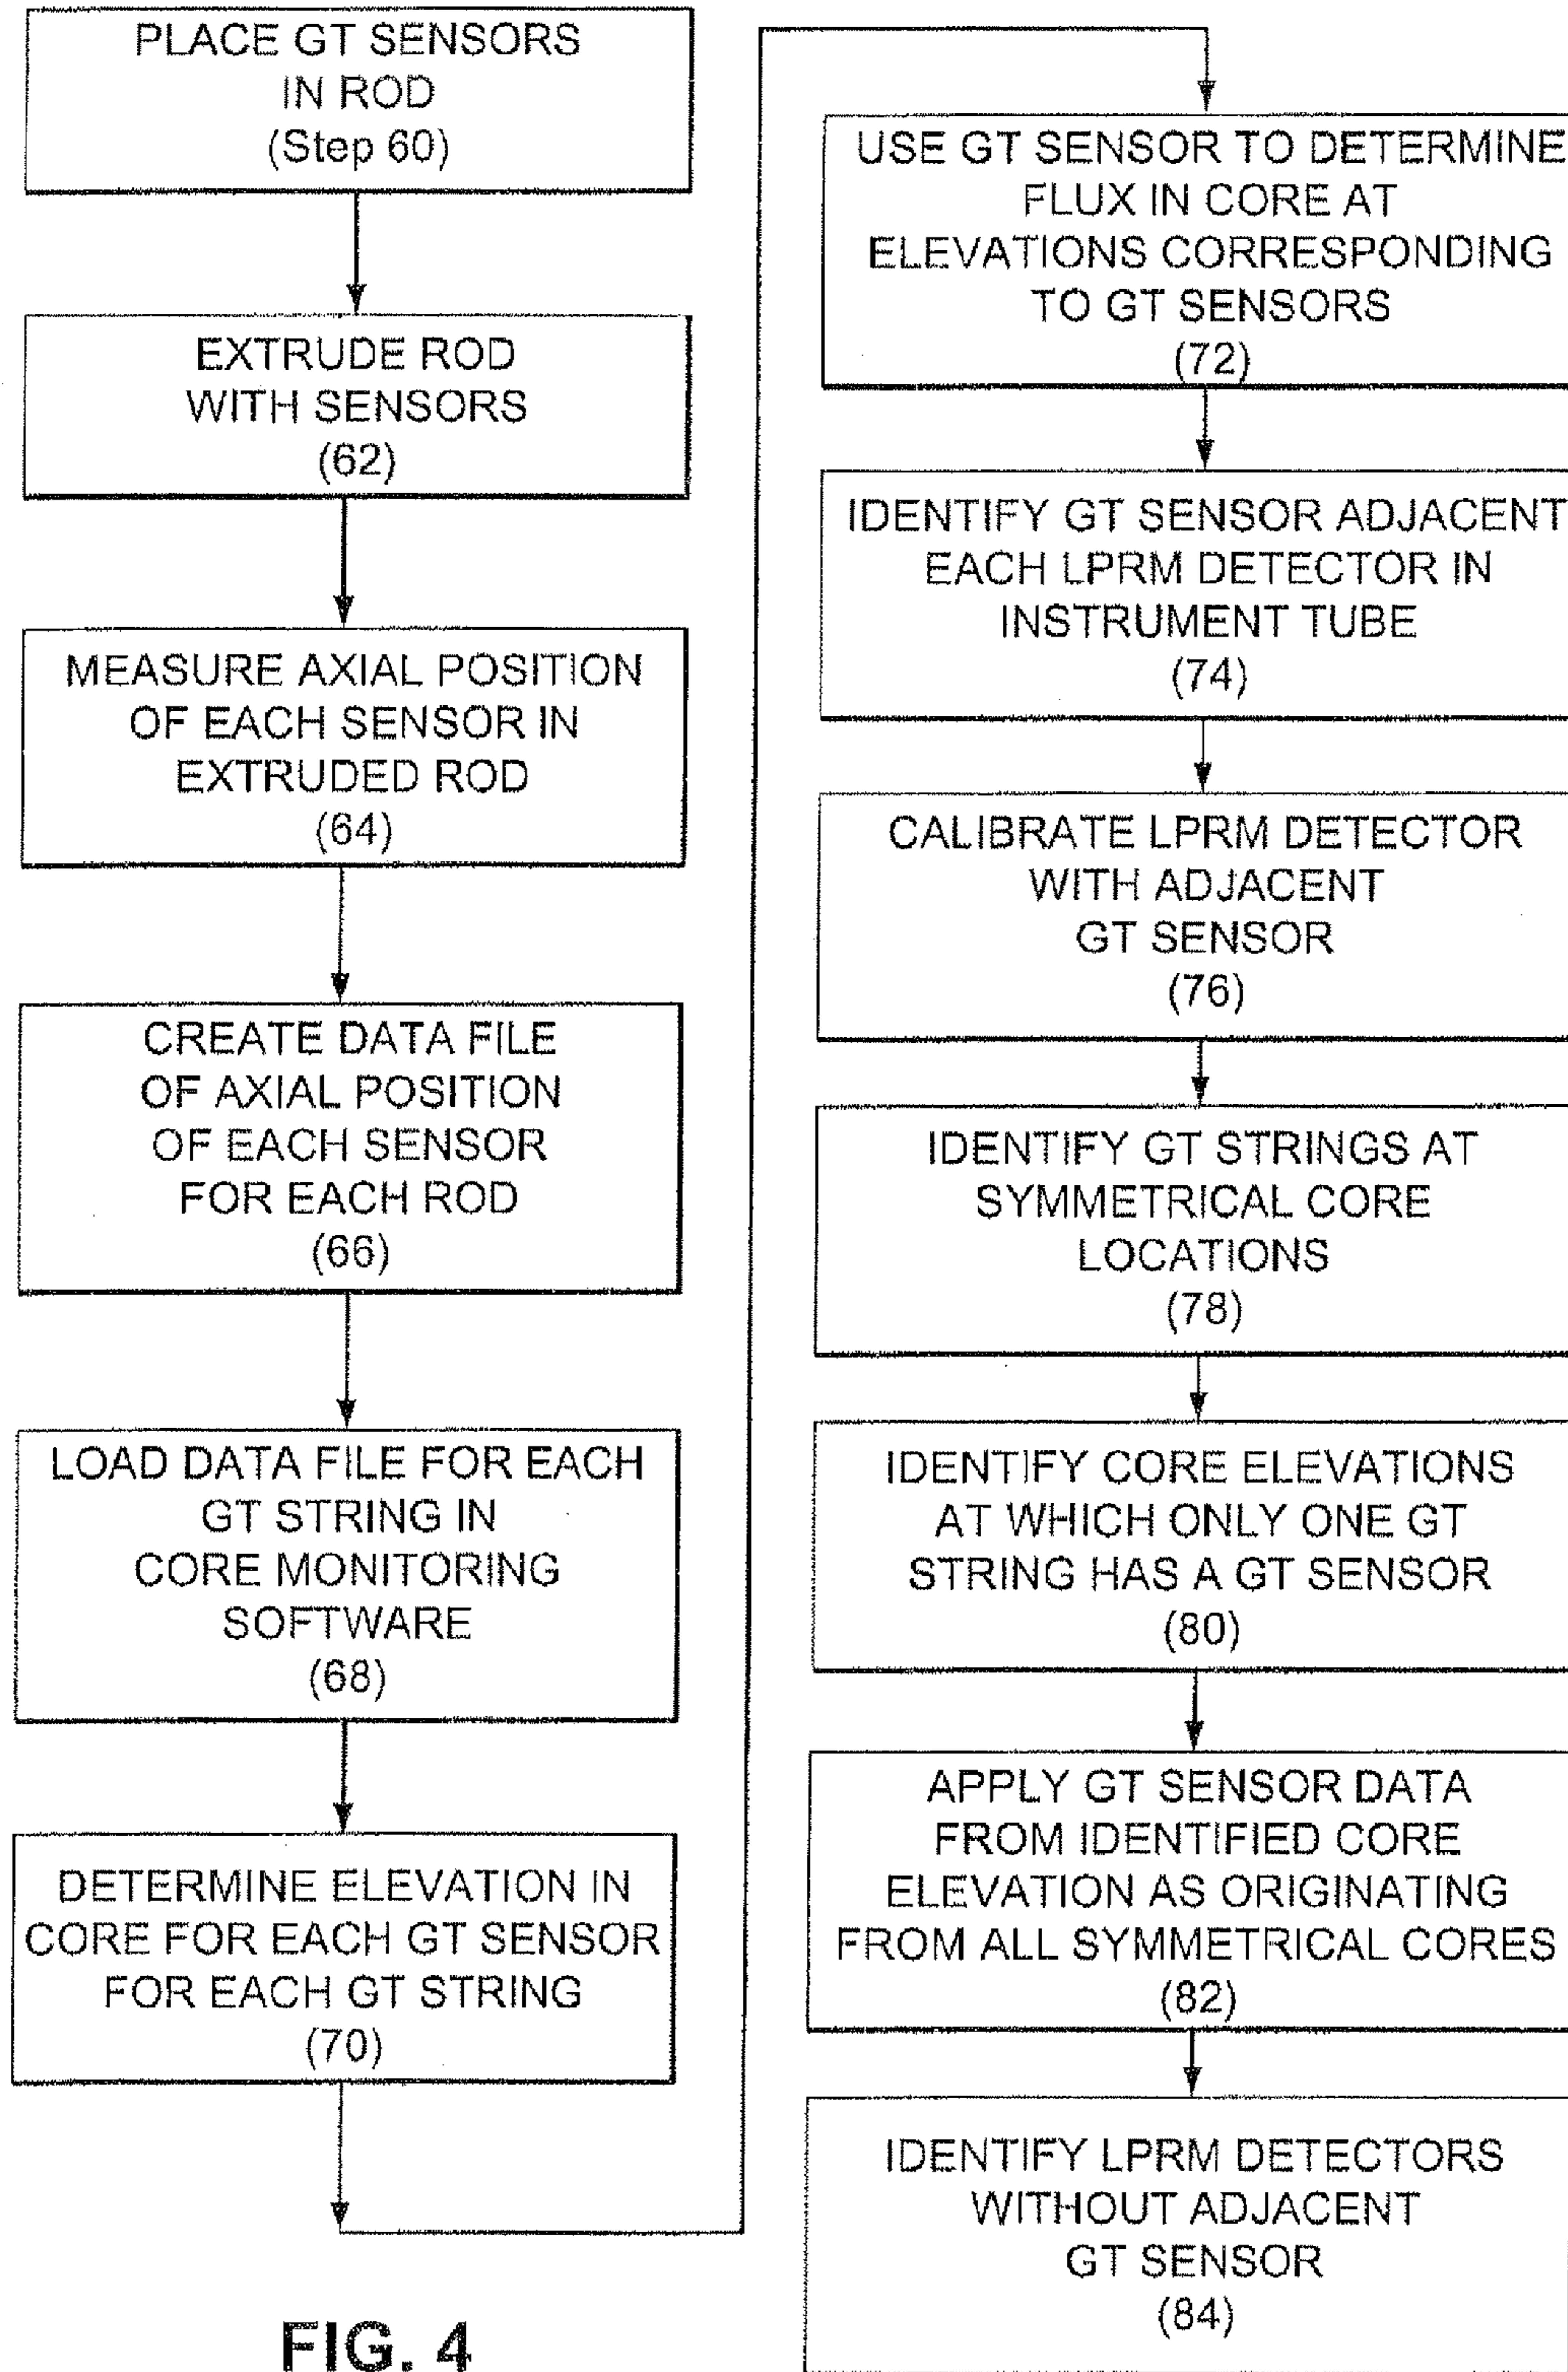 PLACE GT SENSORS
IN ROD
(Step 60)
EXTRUDE ROD
WITH SENSORS
(62)
MEASURE AXIAL POSITION
OF EACH SENSOR IN
EXTRUDED ROD
(64)
CREATE DATA FILE
OF AXIAL POSITION
OF EACH SENSOR
FOR EACH ROD
(66)
LOAD DATA FILE FOR EACH
GT STRING IN
CORE MONITORING
SOFTWARE
(68)
DETERMINE ELEVATION IN
CORE FOR EACH GT SENSOR
FOR EACH GT STRING
(70)
USE GT SENSOR TO DETERMINE
FLUX IN CORE AT
ELEVATIONS CORRESPONDING
TO GT SENSORS
(72)
IDENTIFY GT SENSOR ADJACENT
EACH LPRM DETECTOR IN
INSTRUMENT TUBE
(74)
CALIBRATE LPRM DETECTOR
WITH ADJACENT
GT SENSOR
(76)
IDENTIFY GT STRINGS AT
SYMMETRICAL CORE
LOCATIONS
(78)
IDENTIFY CORE ELEVATIONS
AT WHICH ONLY ONE GT
STRING HAS A GT SENSOR
(80)
APPLY GT SENSOR DATA
FROM IDENTIFIED CORE
ELEVATION AS ORIGINATING
FROM ALL SYMMETRICAL CORES
(82)
IDENTIFY LPRM DETECTORS
WITHOUT ADJACENT
GT SENSOR
(84)
FIG. 4